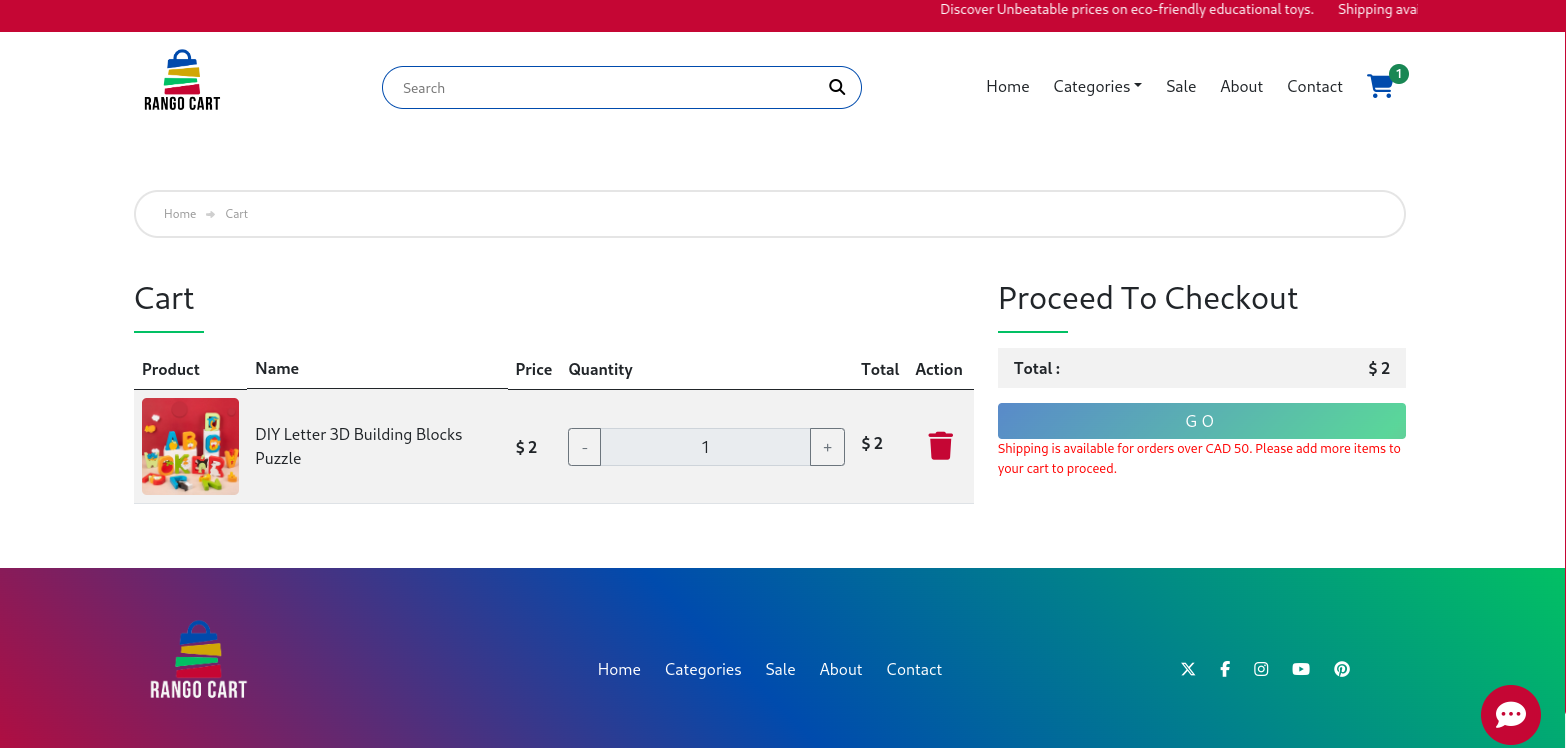 Discover Unbeatable prices on eco-friendly educational toys. Shipping avai
RANGO CART
Search
Home Categories Sale About Contact 1
Home Cart
Cart
Product Name Price Quantity Total Action
DIY Letter 3D Building Blocks
Puzzle
$ 2 - 1 + $ 2
Proceed To Checkout
Total : $ 2
GO
Shipping is available for orders over CAD 50. Please add more items to
your cart to proceed.
RANGO CART
Home Categories Sale About Contact